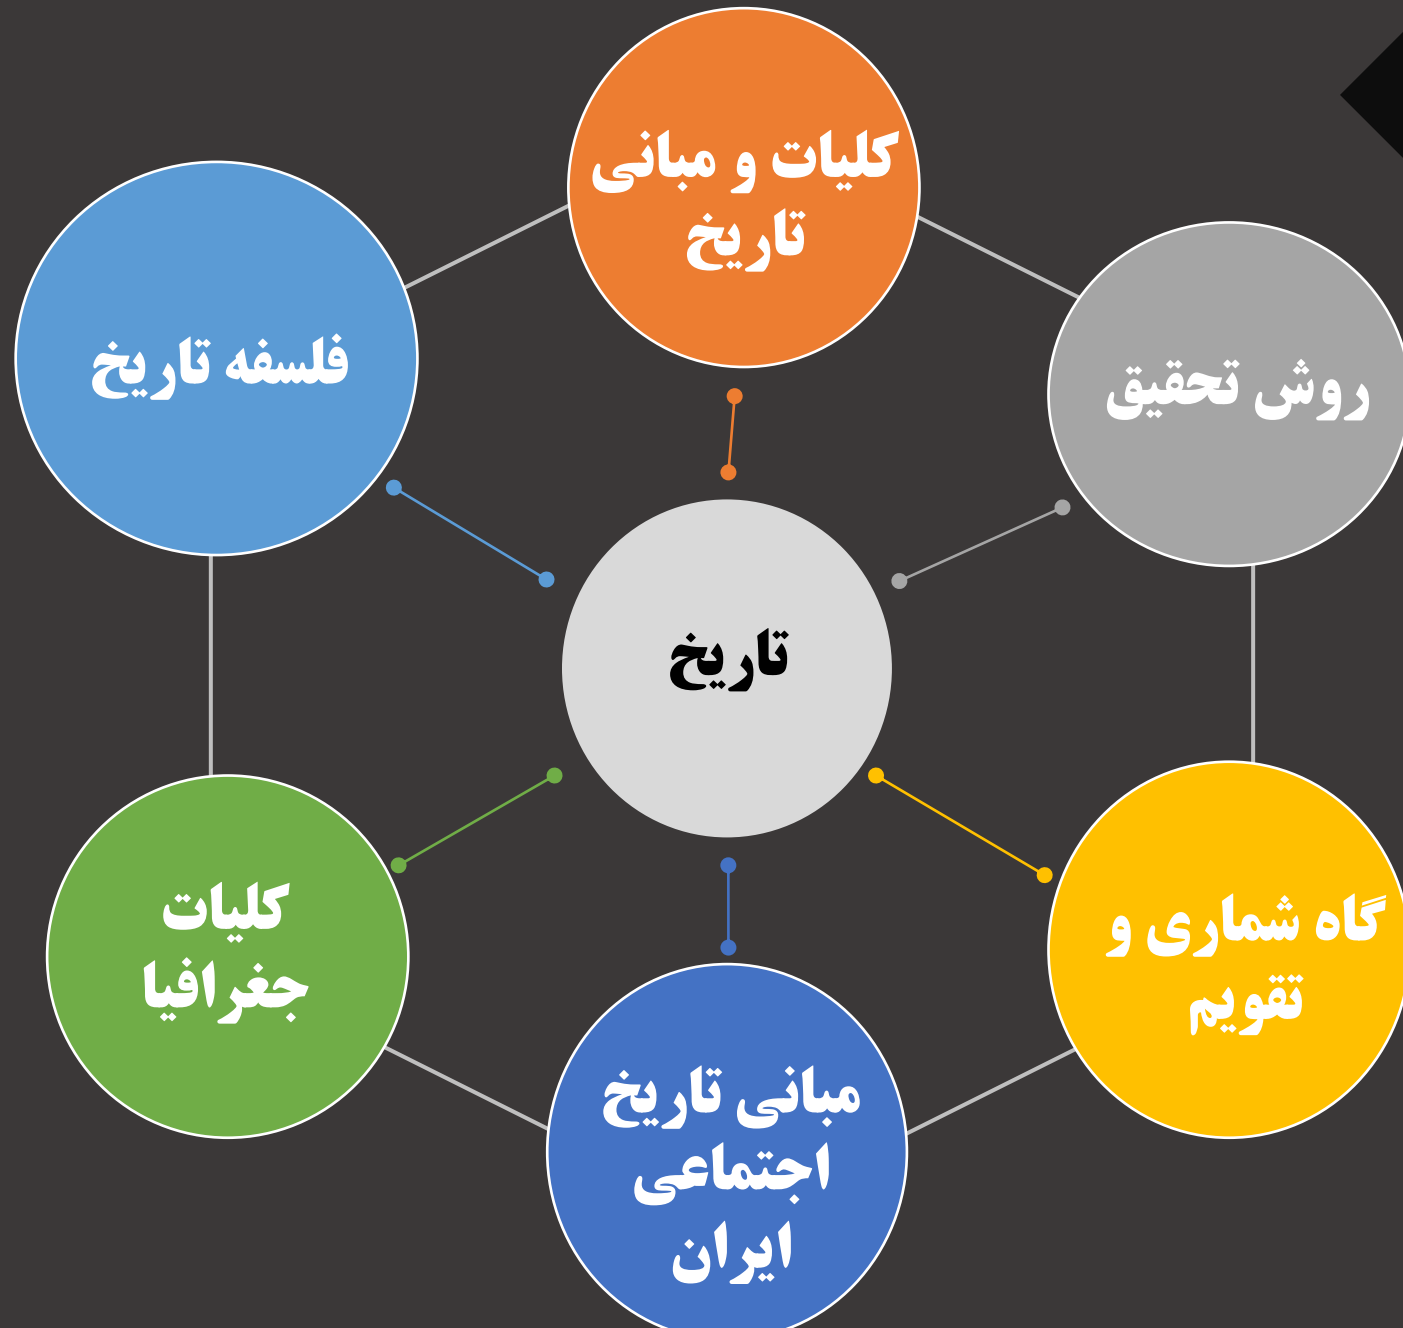 کلیات و مبانی
تاریخ
روش تحقیق
گاه شماری و
تقویم
مبانی تاریخ
اجتماعی
ایران
کلیات
جغرافیا
فلسفه تاریخ
تاریخ